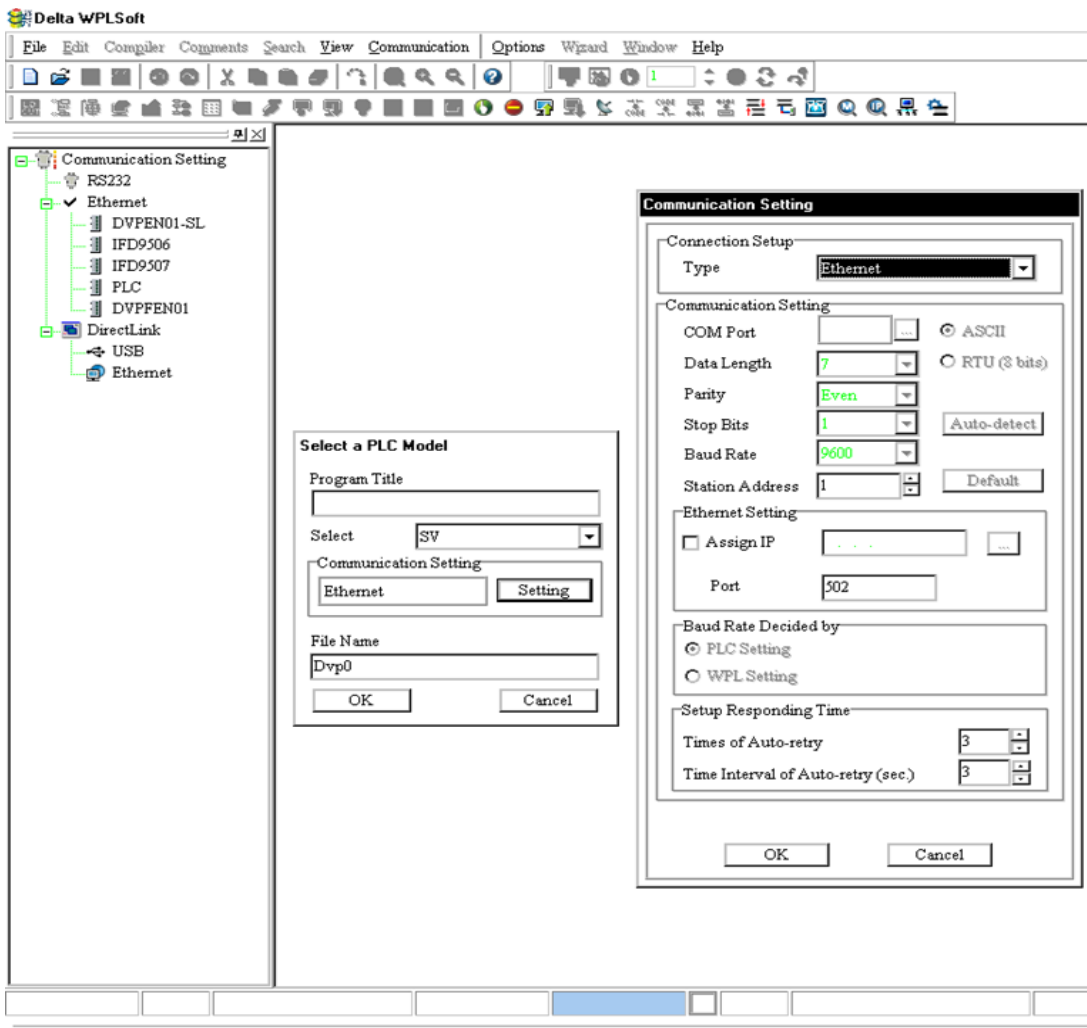 Delta WPLSoft
File Edit Compiler Comments Search View Communication Options Wizard Window Help
1
Communication Setting
RS232
Ethernet
DVPEN01-SL
IFD9506
IFD9507
PLC
DVPFEN01
DirectLink
USB
Ethernet
Select a PLC Model
Program Title
Select SV
Communication Setting
Ethernet Setting
File Name
Dvp0
OK Cancel
Communication Setting
Connection Setup
Type Ethernet
Communication Setting
COM Port ... ASCII
Data Length 7 RTU (8 bits)
Parity Even
Stop Bits 1 Auto-detect
Baud Rate 9600
Station Address 1 Default
Ethernet Setting
Assign IP . . . ...
Port 502
Baud Rate Decided by
PLC Setting
WPL Setting
Setup Responding Time
Times of Auto-retry 3
Time Interval of Auto-retry (sec.) 3
OK Cancel